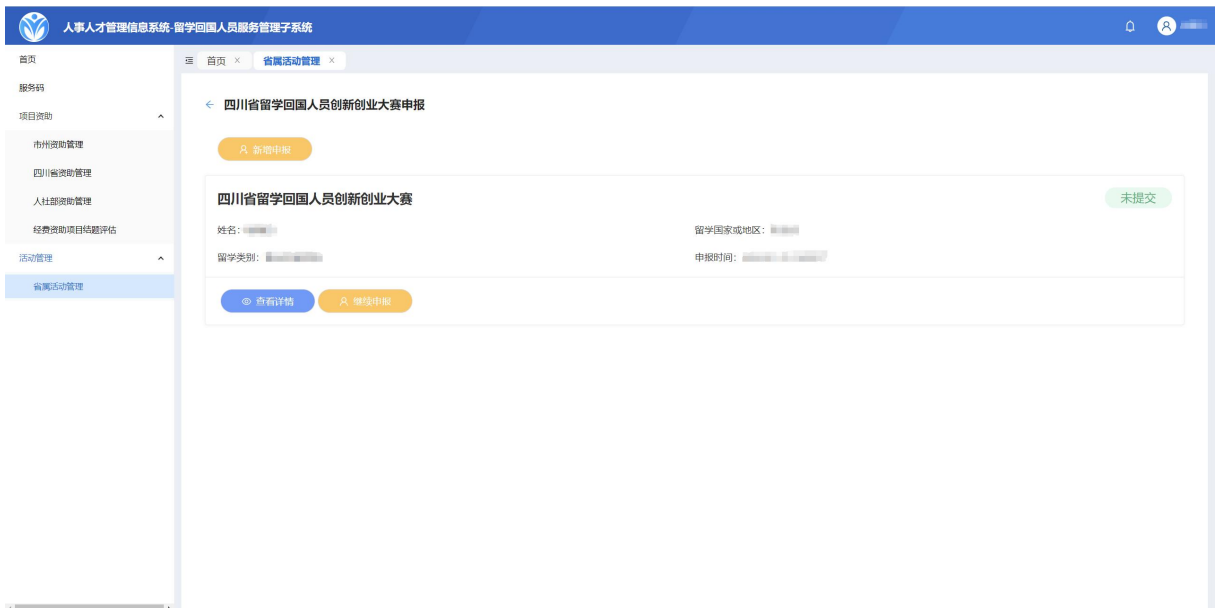 人事人才管理信息系统-留学回国人员服务管理子系统
首页
服务码
项目资助
市州资助管理
四川省资助管理
人社部资助管理
经费资助项目结题评估
活动管理
省属活动管理
首页 × 省属活动管理 ×
四川省留学回国人员创新创业大赛申报
新增申报
四川省留学回国人员创新创业大赛 未提交
姓名: 留学国家或地区:
留学类别: 申报时间:
查看详情 继续申报